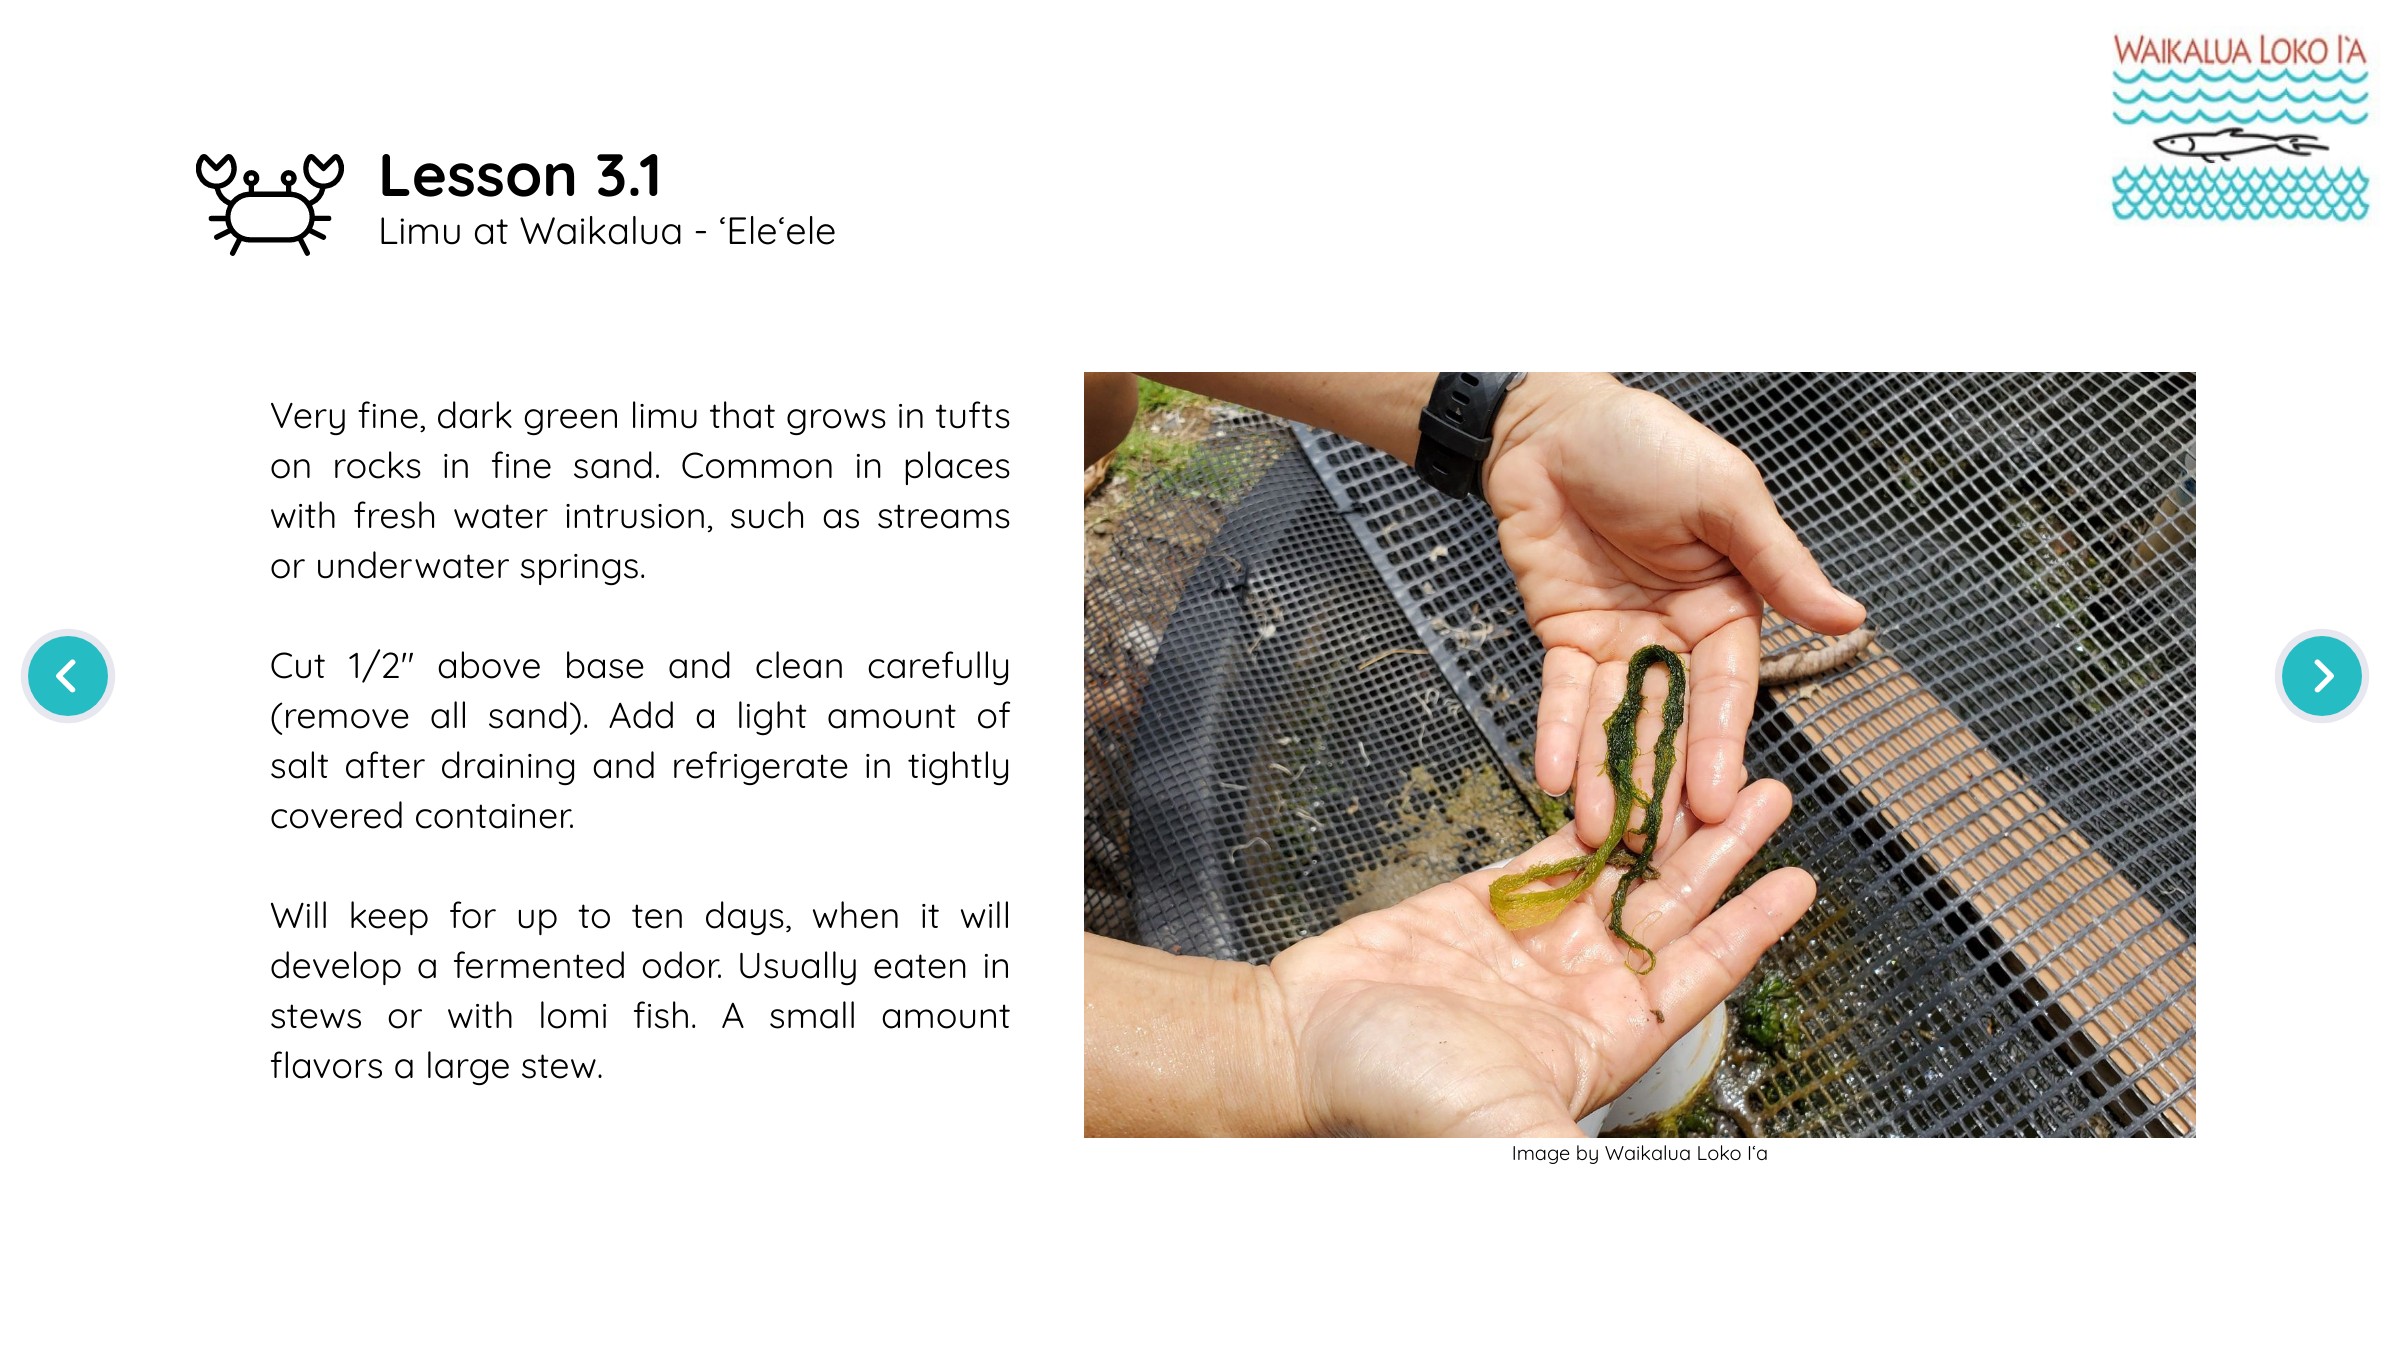 WAIKALUA LOKO I'A
Lesson 3.1
Limu at Waikalua - ʻEleʻele
Very fine, dark green limu that grows in tufts
on rocks in fine sand. Common in places
with fresh water intrusion, such as streams
or underwater springs.
Cut 1/2" above base and clean carefully
(remove all sand). Add a light amount of
salt after draining and refrigerate in tightly
covered container.
Will keep for up to ten days, when it will
develop a fermented odor. Usually eaten in
stews or with lomi fish. A small amount
flavors a large stew.
Image by Waikalua Loko Iʻa